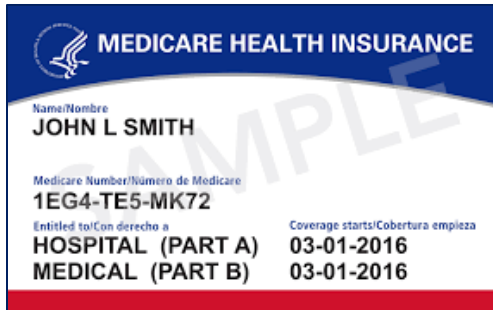 MEDICARE HEALTH INSURANCE
Name/Nombre
JOHN L SMITH
Medicare Number/Número de Medicare
1EG4-TE5-MK72
Entitled to/Con derecho a Coverage starts/Cobertura empieza
HOSPITAL (PART A) 03-01-2016
MEDICAL (PART B) 03-01-2016
SAMPLE